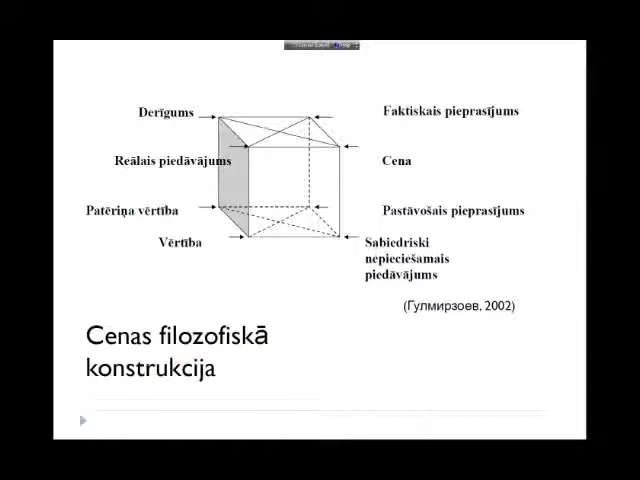 Derīgums
Faktiskais pieprasījums
Reālais piedāvājums
Cena
Patēriņa vērtība
Pastāvošais pieprasījums
Vērtība
Sabiedriski
nepieciešamais
piedāvājums
(Гулмирзоев, 2002)
Cenas filozofiskā
konstrukcija